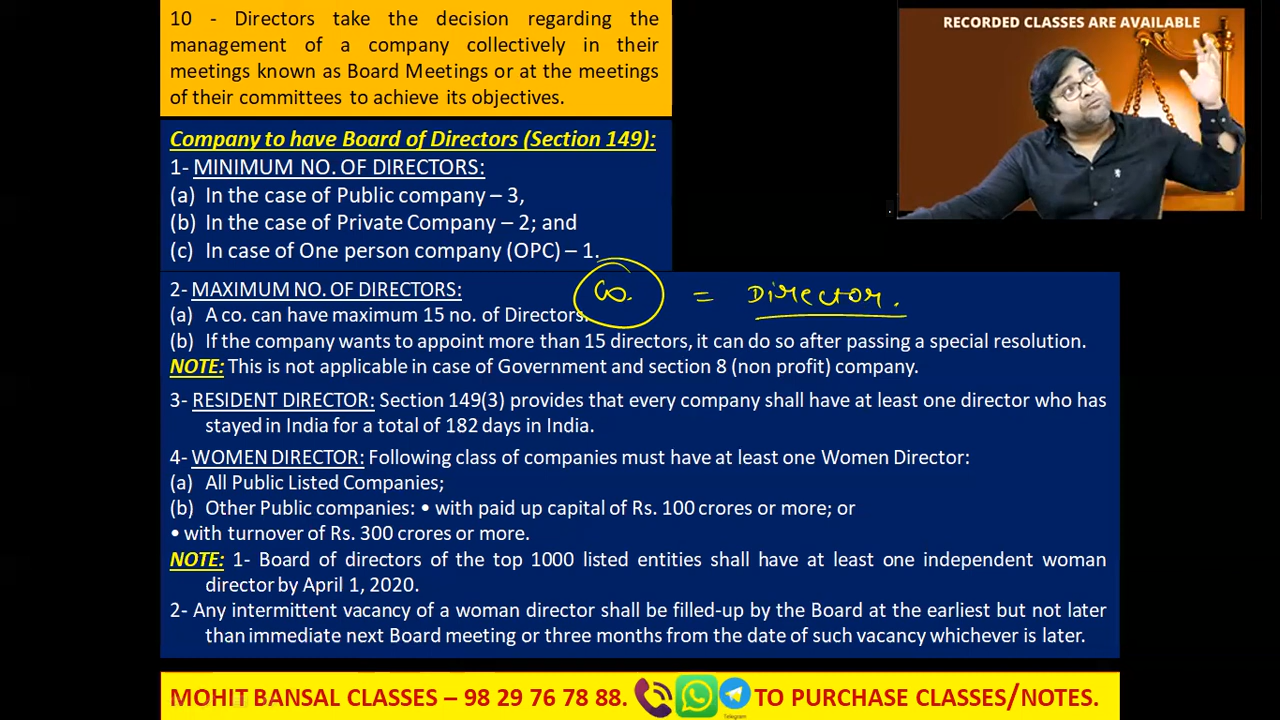 10 - Directors take the decision regarding the
management of a company collectively in their
meetings known as Board Meetings or at the meetings
of their committees to achieve its objectives.
RECORDED CLASSES ARE AVAILABLE
Company to have Board of Directors (Section 149):
1- MINIMUM NO. OF DIRECTORS:
(a) In the case of Public company – 3,
(b) In the case of Private Company – 2; and
(c) In case of One person company (OPC) – 1.
2- MAXIMUM NO. OF DIRECTORS:
Co. = Director.
(a) A co. can have maximum 15 no. of Directors.
(b) If the company wants to appoint more than 15 directors, it can do so after passing a special resolution.
NOTE: This is not applicable in case of Government and section 8 (non profit) company.
3- RESIDENT DIRECTOR: Section 149(3) provides that every company shall have at least one director who has
stayed in India for a total of 182 days in India.
4- WOMEN DIRECTOR: Following class of companies must have at least one Women Director:
(a) All Public Listed Companies;
(b) Other Public companies: • with paid up capital of Rs. 100 crores or more; or
• with turnover of Rs. 300 crores or more.
NOTE: 1- Board of directors of the top 1000 listed entities shall have at least one independent woman
director by April 1, 2020.
2- Any intermittent vacancy of a woman director shall be filled-up by the Board at the earliest but not later
than immediate next Board meeting or three months from the date of such vacancy whichever is later.
MOHIT BANSAL CLASSES – 98 29 76 78 88. TO PURCHASE CLASSES/NOTES.
Telegram